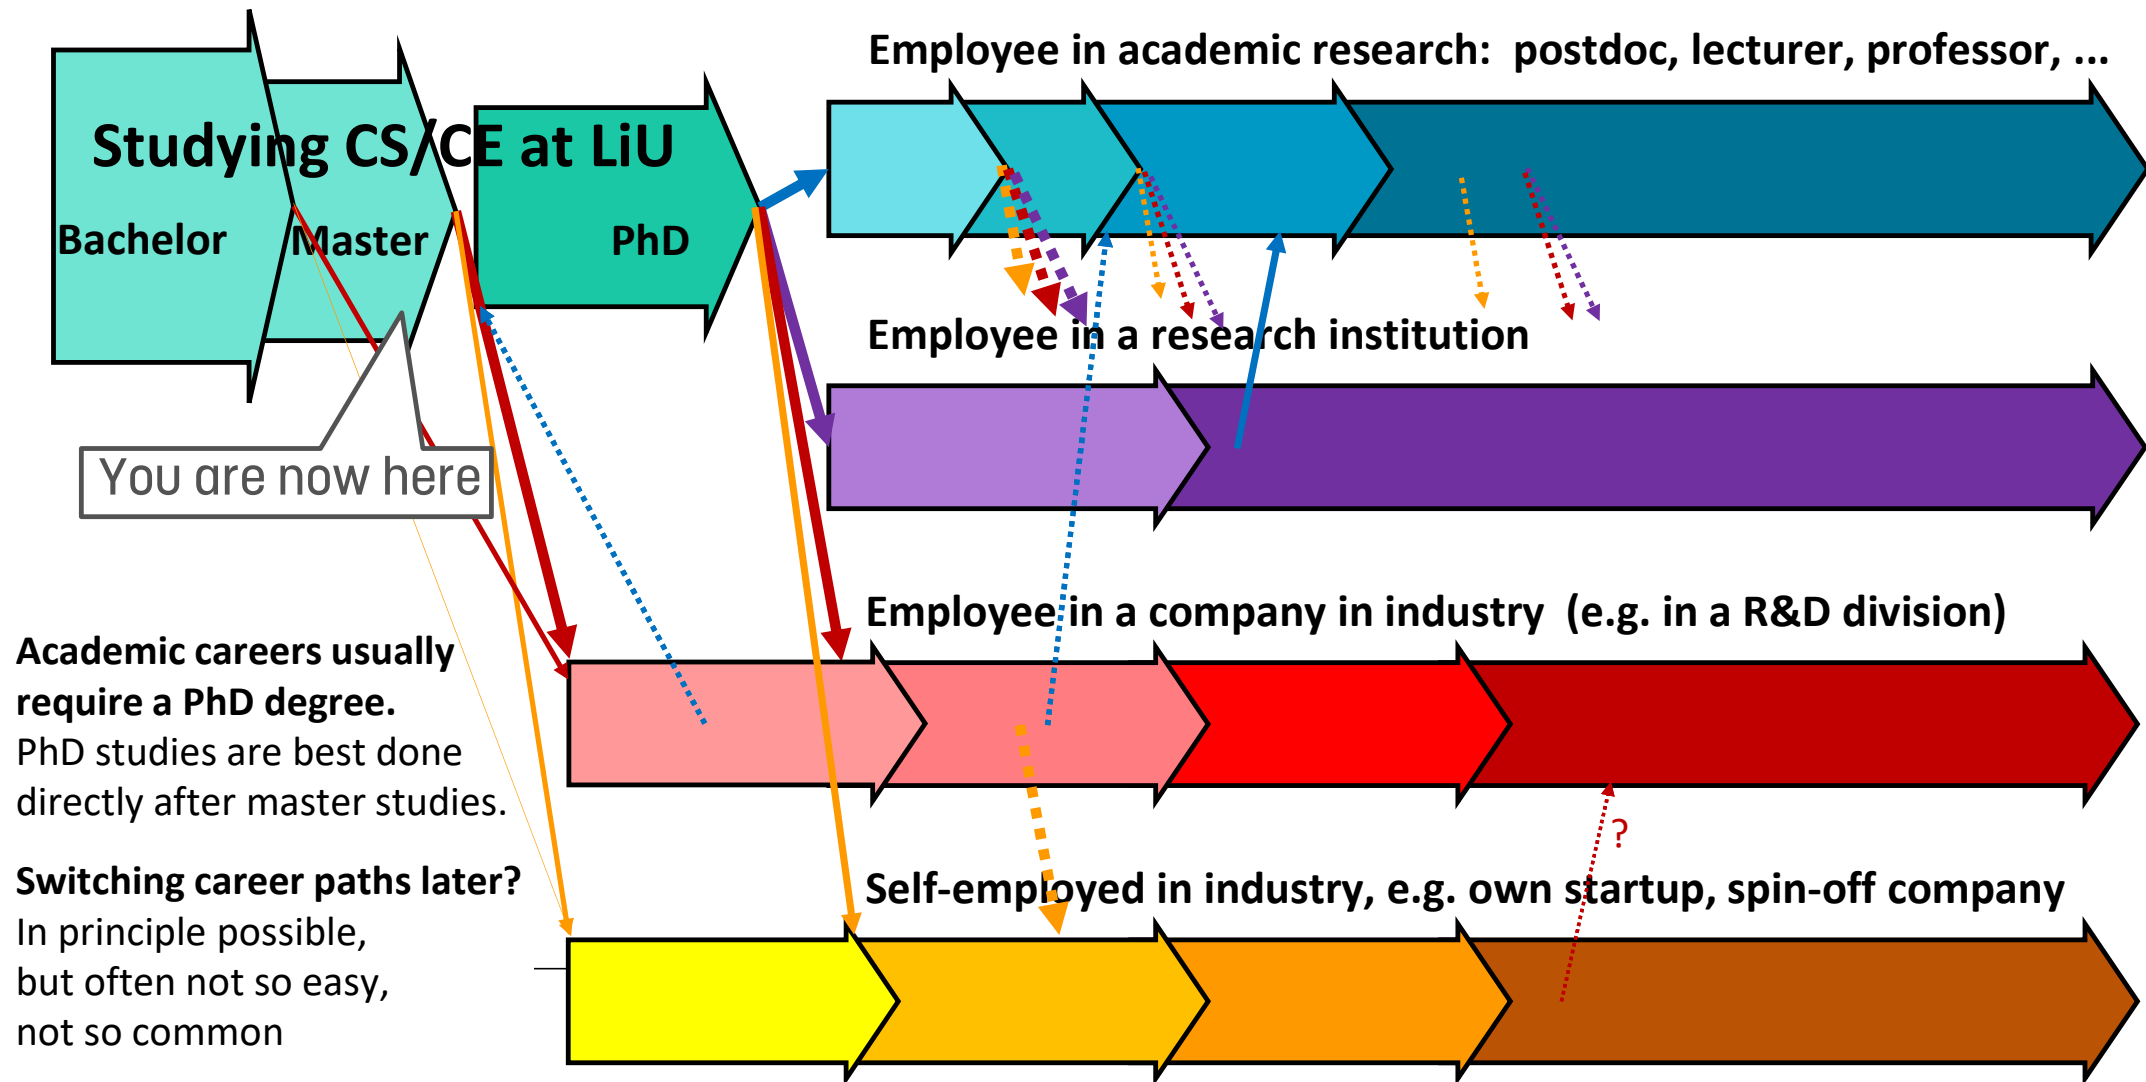 Employee in academic research: postdoc, lecturer, professor, ...
Studying CS/CE at LiU
Bachelor
Master
PhD
Employee in a research institution
You are now here
Employee in a company in industry (e.g. in a R&D division)
Academic careers usually
require a PhD degree.
PhD studies are best done
directly after master studies.
?
Switching career paths later?
In principle possible,
but often not so easy,
not so common
Self-employed in industry, e.g. own startup, spin-off company